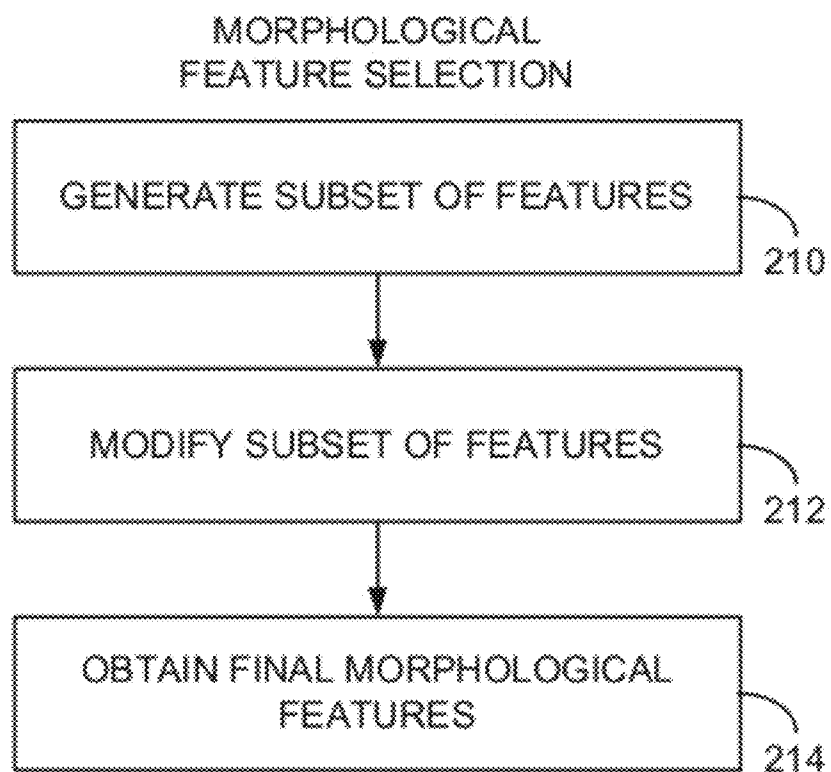 MORPHOLOGICAL
FEATURE SELECTION
GENERATE SUBSET OF FEATURES
210
MODIFY SUBSET OF FEATURES
212
OBTAIN FINAL MORPHOLOGICAL
FEATURES
214